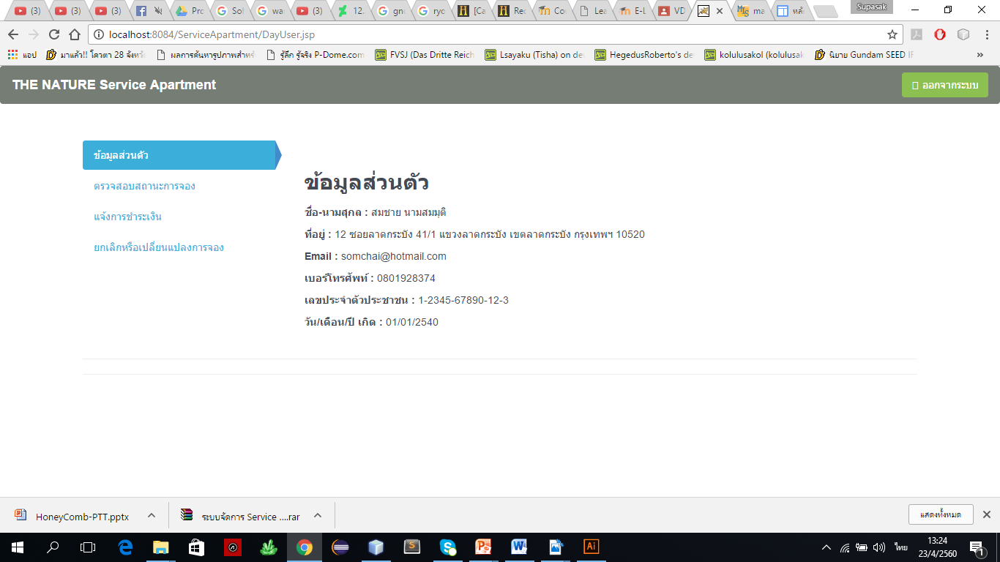 (3) (3) (3) Pro Sol wa (3) 12. gno ryo [Ca Rec Co Lea E-L VD ma หลั Supasak
localhost:8084/ServiceApartment/DayUser.jsp
แอป มาแล้ว!! โควตา 28 จังหวั ผลการค้นหารูปภาพสำหรั รู้ลึก รู้จริง P-Dome.com FVSJ (Das Dritte Reich Lsayaku (Tisha) on de HegedusRoberto's de kolulusakol (kolulusak นิยาย Gundam SEED IF »
THE NATURE Service Apartment ออกจากระบบ
ข้อมูลส่วนตัว
ตรวจสอบสถานะการจอง
แจ้งการชำระเงิน
ยกเลิกหรือเปลี่ยนแปลงการจอง
ข้อมูลส่วนตัว
ชื่อ-นามสุกล : สมชาย นามสมมุติ
ที่อยู่ : 12 ซอยลาดกระบัง 41/1 แขวงลาดกระบัง เขตลาดกระบัง กรุงเทพฯ 10520
Email : somchai@hotmail.com
เบอร์โทรศัพท์ : 0801928374
เลขประจำตัวประชาชน : 1-2345-67890-12-3
วัน/เดือน/ปี เกิด : 01/01/2540
HoneyComb-PTT.pptx ระบบจัดการ Service ....rar แสดงทั้งหมด
ไทย 13:24
23/4/2560 1